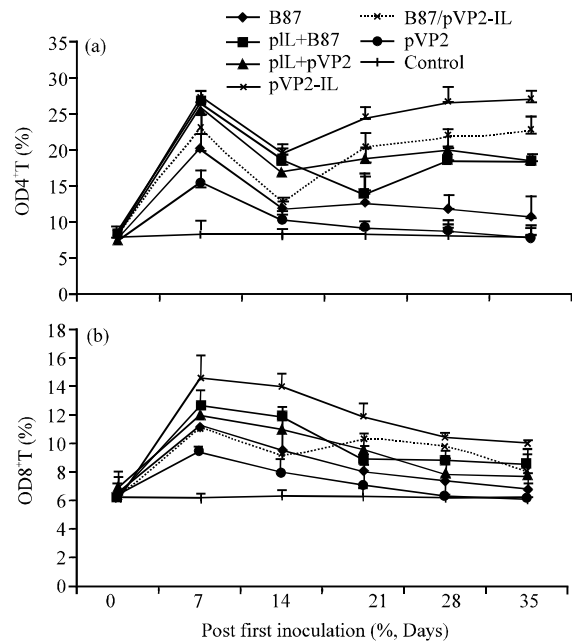 B87
pIL+B87
pIL+pVP2
pVP2-IL
B87/pVP2-IL
pVP2
Control
(a)
35
30
25
20
15
10
5
0
OD4+T (%)
(b)
18
16
14
12
10
8
6
4
2
0
OD8+T (%)
0 7 14 21 28 35
Post first inoculation (%, Days)